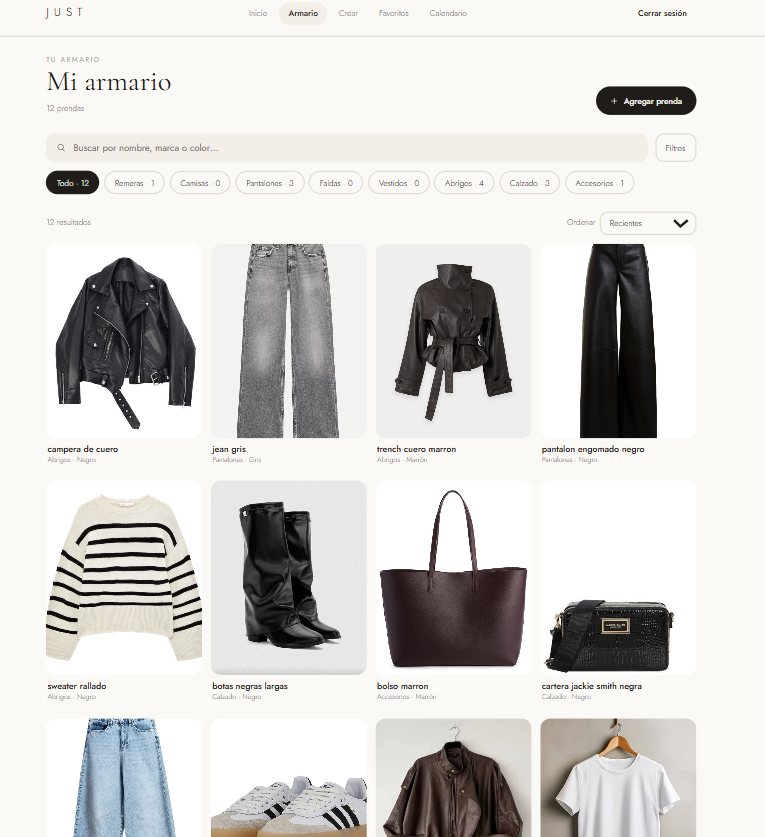 JUST
Inicio
Armario
Crear
Favoritos
Calendario
Cerrar sesión
TU ARMARIO
Mi armario
12 prendas
+ Agregar prenda
Buscar por nombre, marca o color...
Filtros
Todo · 12
Remeras · 1
Camisas · 0
Pantalones · 3
Faldas · 0
Vestidos · 0
Abrigos · 4
Calzado · 3
Accesorios · 1
12 resultados
Ordenar
Recientes
campera de cuero
Abrigos · Negro
jean gris
Pantalones · Gris
trench cuero marron
Abrigos · Marrón
pantalon engomado negro
Pantalones · Negro
sweater rallado
Abrigos · Negro
botas negras largas
Calzado · Negro
bolso marron
Accesorios · Marrón
cartera jackie smith negra
Calzado · Negro